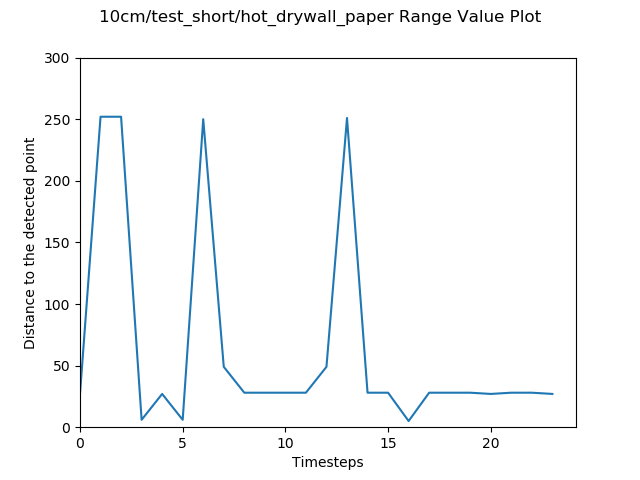 10cm/test_short/hot_drywall_paper Range Value Plot
300
250
200
150
100
50
0
Distance to the detected point
0 5 10 15 20
Timesteps